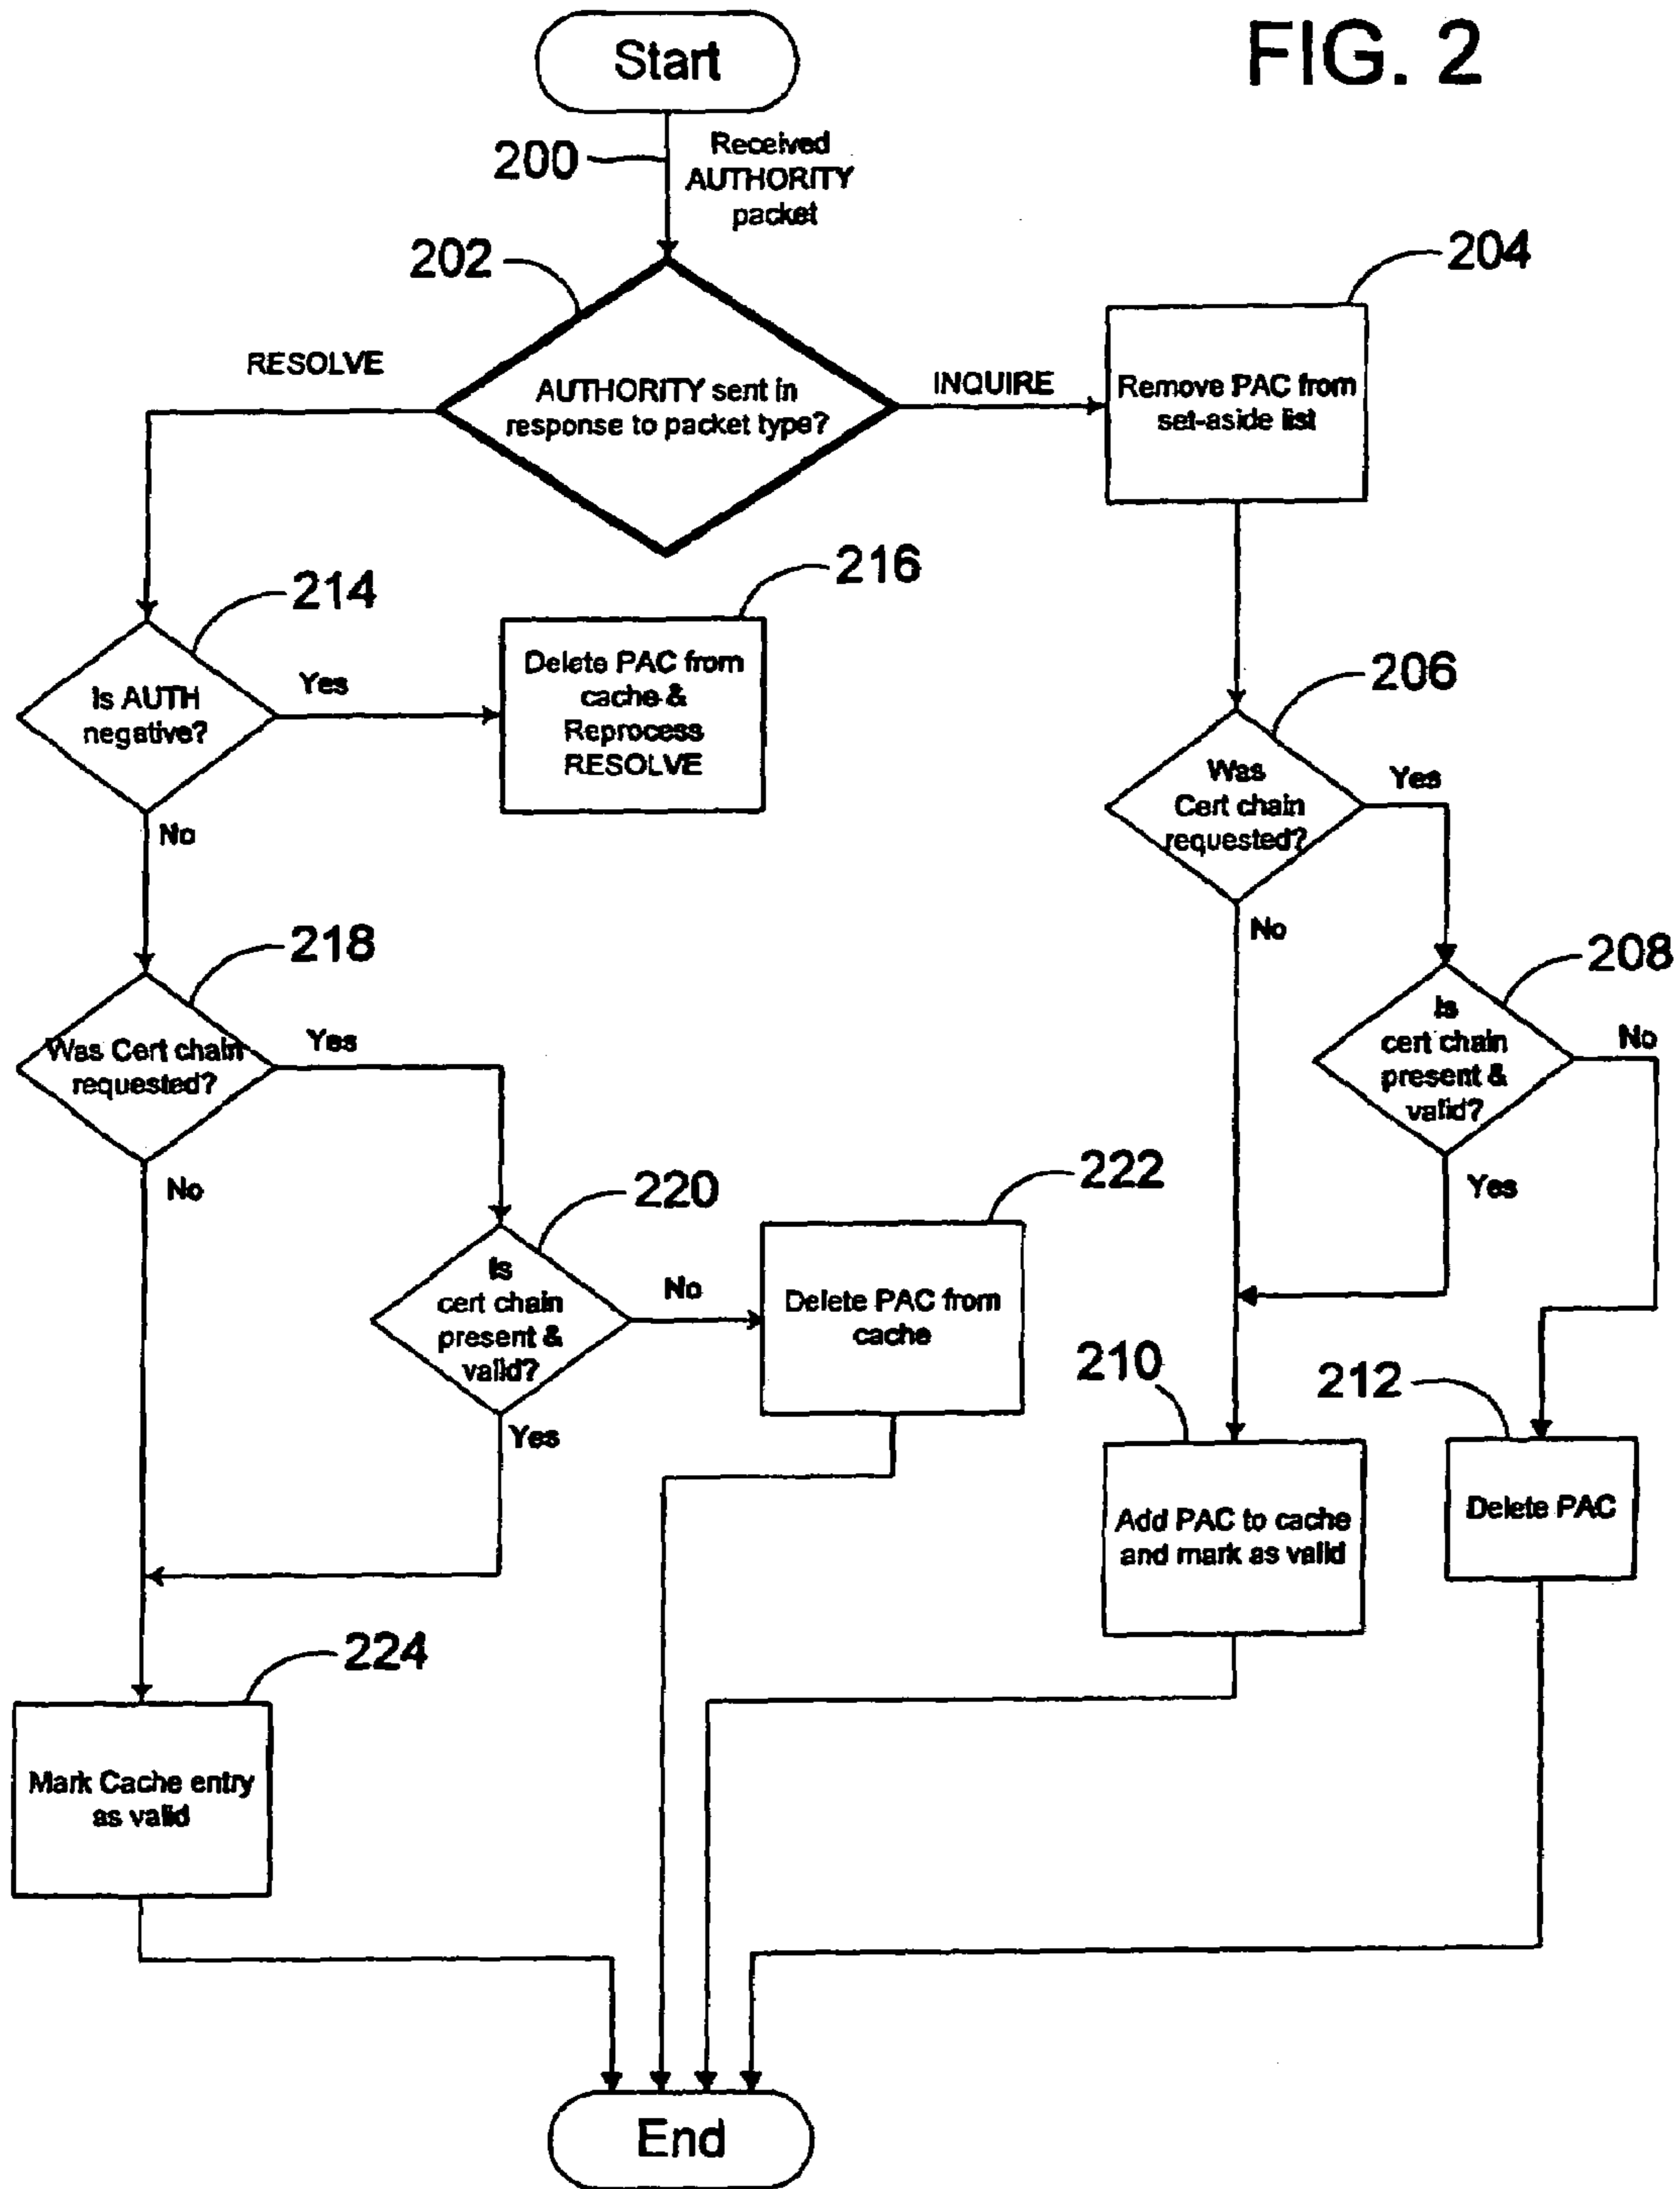 FIG. 2
Start
200
Received
AUTHORITY
packet
202
204
RESOLVE
AUTHORITY sent in
response to packet type?
INQUIRE
Remove PAC from
set-aside list
214
216
Is AUTH
negative?
Yes
Delete PAC from
cache &
Reprocess
RESOLVE
No
206
Was
Cert chain
requested?
Yes
No
208
Is
cert chain
present &
valid?
No
Yes
218
Was Cert chain
requested?
Yes
No
220
Is
cert chain
present &
valid?
No
Yes
222
Delete PAC from
cache
210
Add PAC to cache
and mark as valid
212
Delete PAC
224
Mark Cache entry
as valid
End